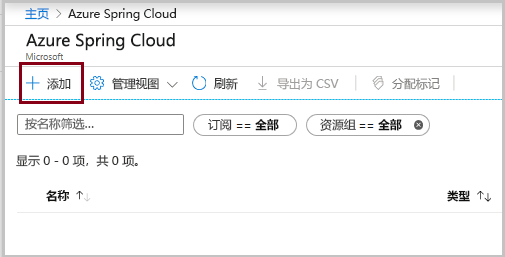 主页 > Azure Spring Cloud
Azure Spring Cloud
Microsoft
+ 添加 管理视图 刷新 导出为 CSV 分配标记
按名称筛选... 订阅 == 全部 资源组 == 全部
显示 0 - 0 项，共 0 项。
名称 ↑↓ 类型 ↑↓